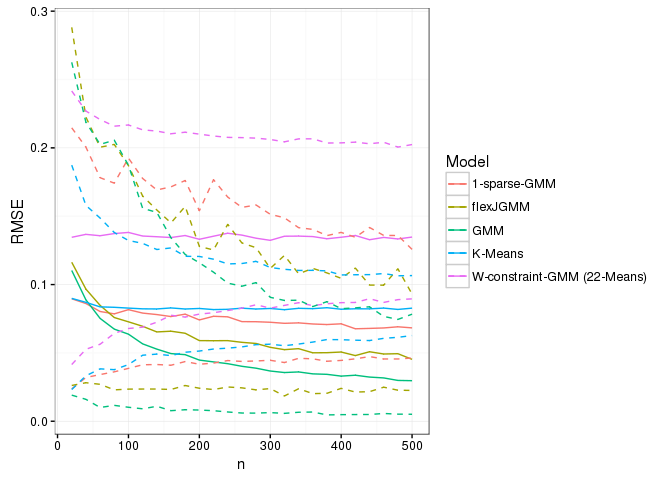 0.3
0.2
0.1
0.0
RMSE
0
100
200
300
400
500
n
Model
1-sparse-GMM
flexJGMM
GMM
K-Means
W-constraint-GMM (22-Means)